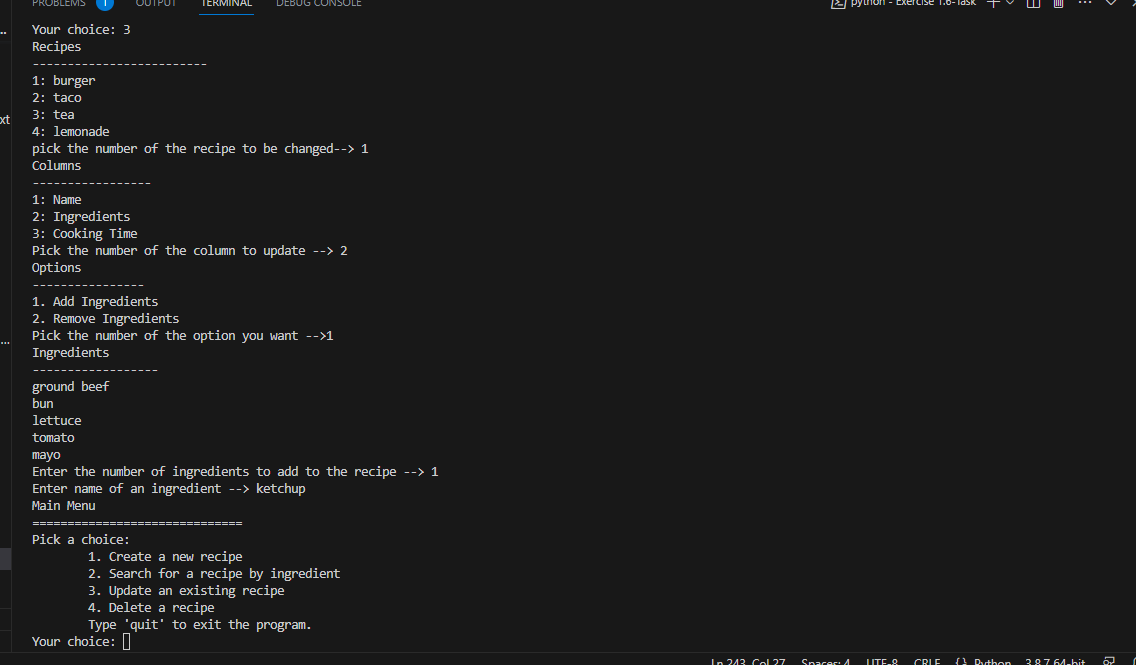 PROBLEMS 1 OUTPUT TERMINAL DEBUG CONSOLE python - Exercise 1.6-Task
Your choice: 3
Recipes
-------------------------
1: burger
2: taco
3: tea
4: lemonade
pick the number of the recipe to be changed--> 1
Columns
-----------------
1: Name
2: Ingredients
3: Cooking Time
Pick the number of the column to update --> 2
Options
----------------
1. Add Ingredients
2. Remove Ingredients
Pick the number of the option you want -->1
Ingredients
------------------
ground beef
bun
lettuce
tomato
mayo
Enter the number of ingredients to add to the recipe --> 1
Enter name of an ingredient --> ketchup
Main Menu
==============================
Pick a choice:
1. Create a new recipe
2. Search for a recipe by ingredient
3. Update an existing recipe
4. Delete a recipe
Type 'quit' to exit the program.
Your choice:
Ln 243, Col 27 Spaces: 4 UTF-8 CRLF {} Python 3.8.7 64-bit